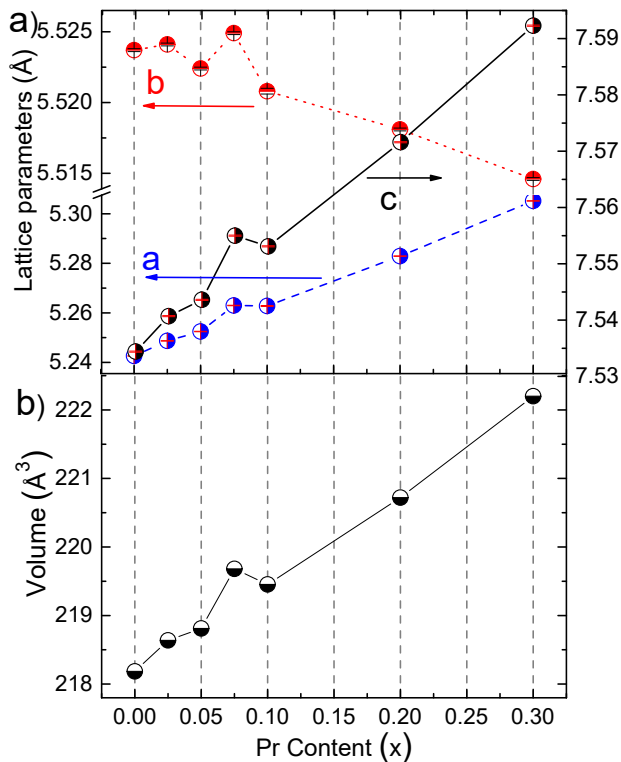 a)
Lattice parameters (Å)
5.525
5.520
5.515
5.30
5.28
5.26
5.24
b
a
c
7.59
7.58
7.57
7.56
7.55
7.54
7.53
b)
Volume (Å³)
222
221
220
219
218
0.00 0.05 0.10 0.15 0.20 0.25 0.30
Pr Content (x)